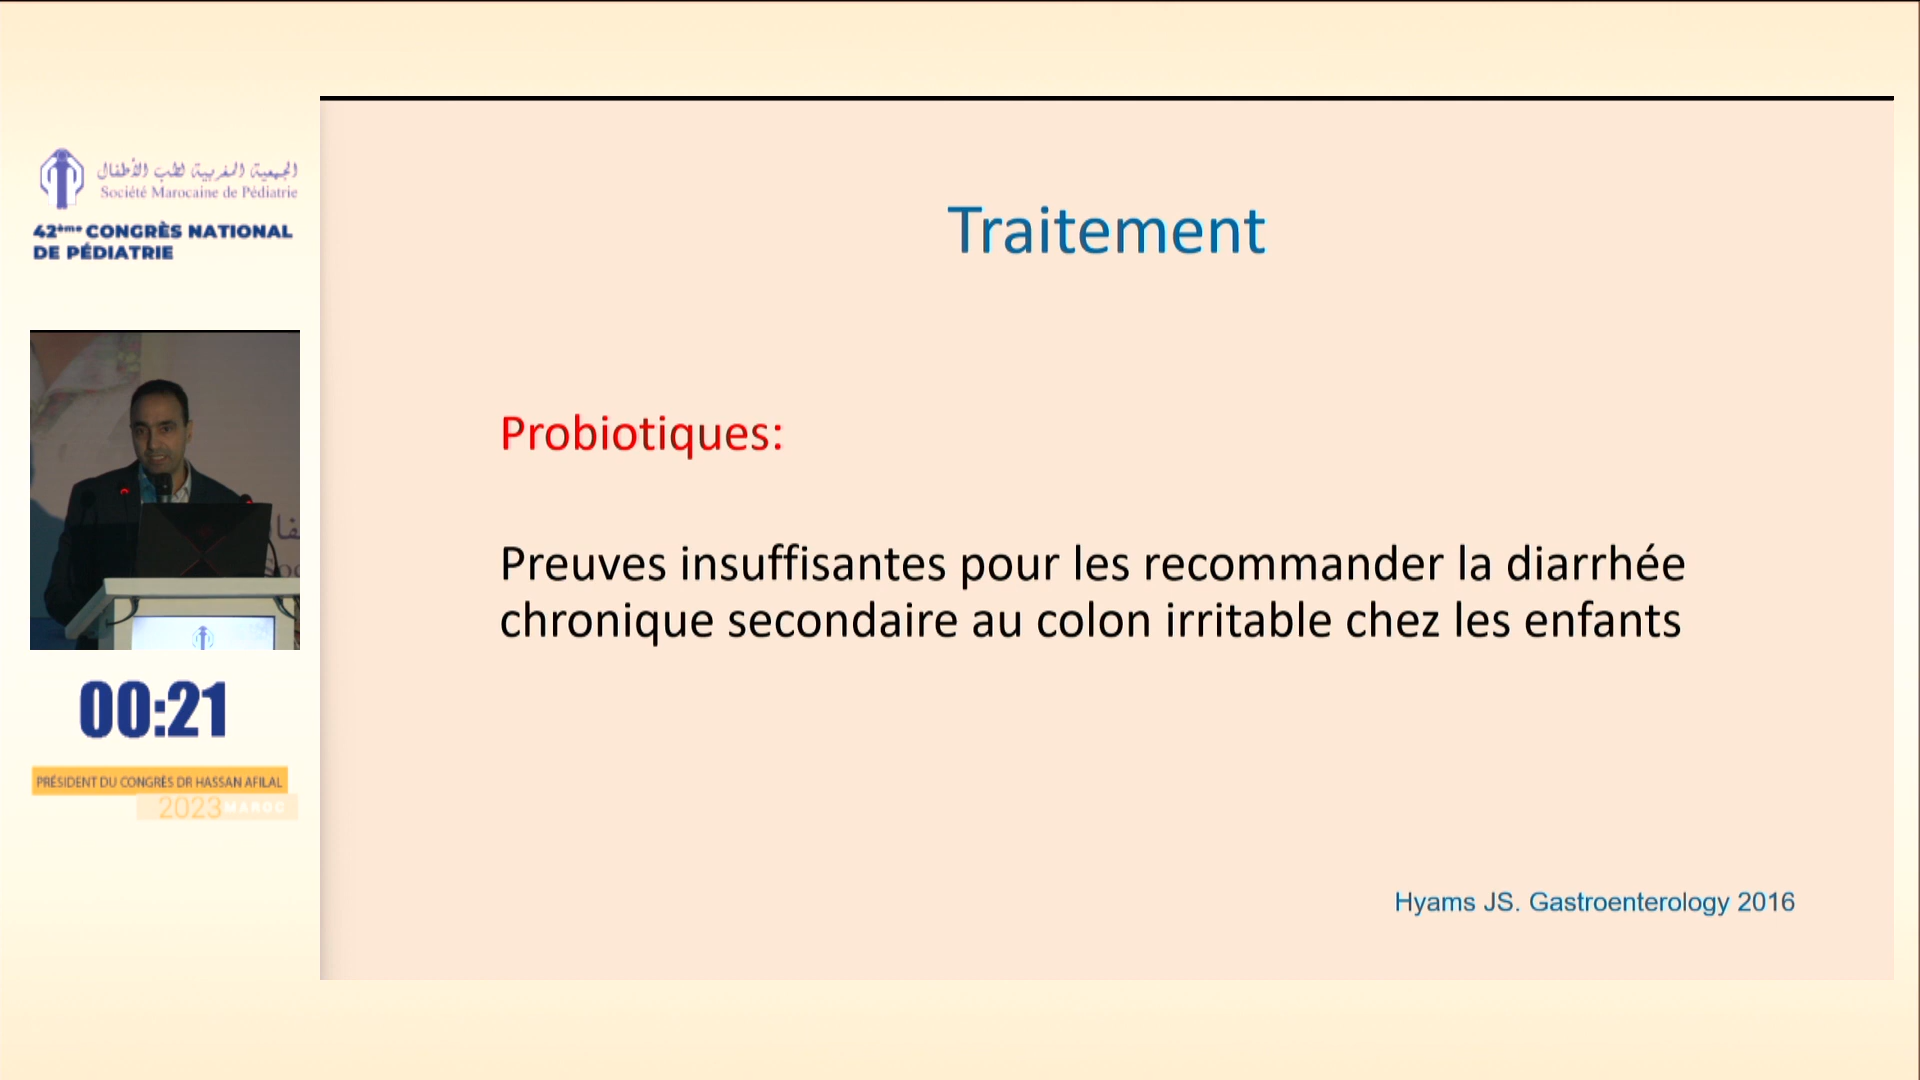 الجمعية المغربية لطب الأطفال
Société Marocaine de Pédiatrie
42ème CONGRÈS NATIONAL
DE PÉDIATRIE
00:21
PRÉSIDENT DU CONGRÈS DR HASSAN AFILAL
2023 MAROC
Traitement
Probiotiques:
Preuves insuffisantes pour les recommander la diarrhée
chronique secondaire au colon irritable chez les enfants
Hyams JS. Gastroenterology 2016